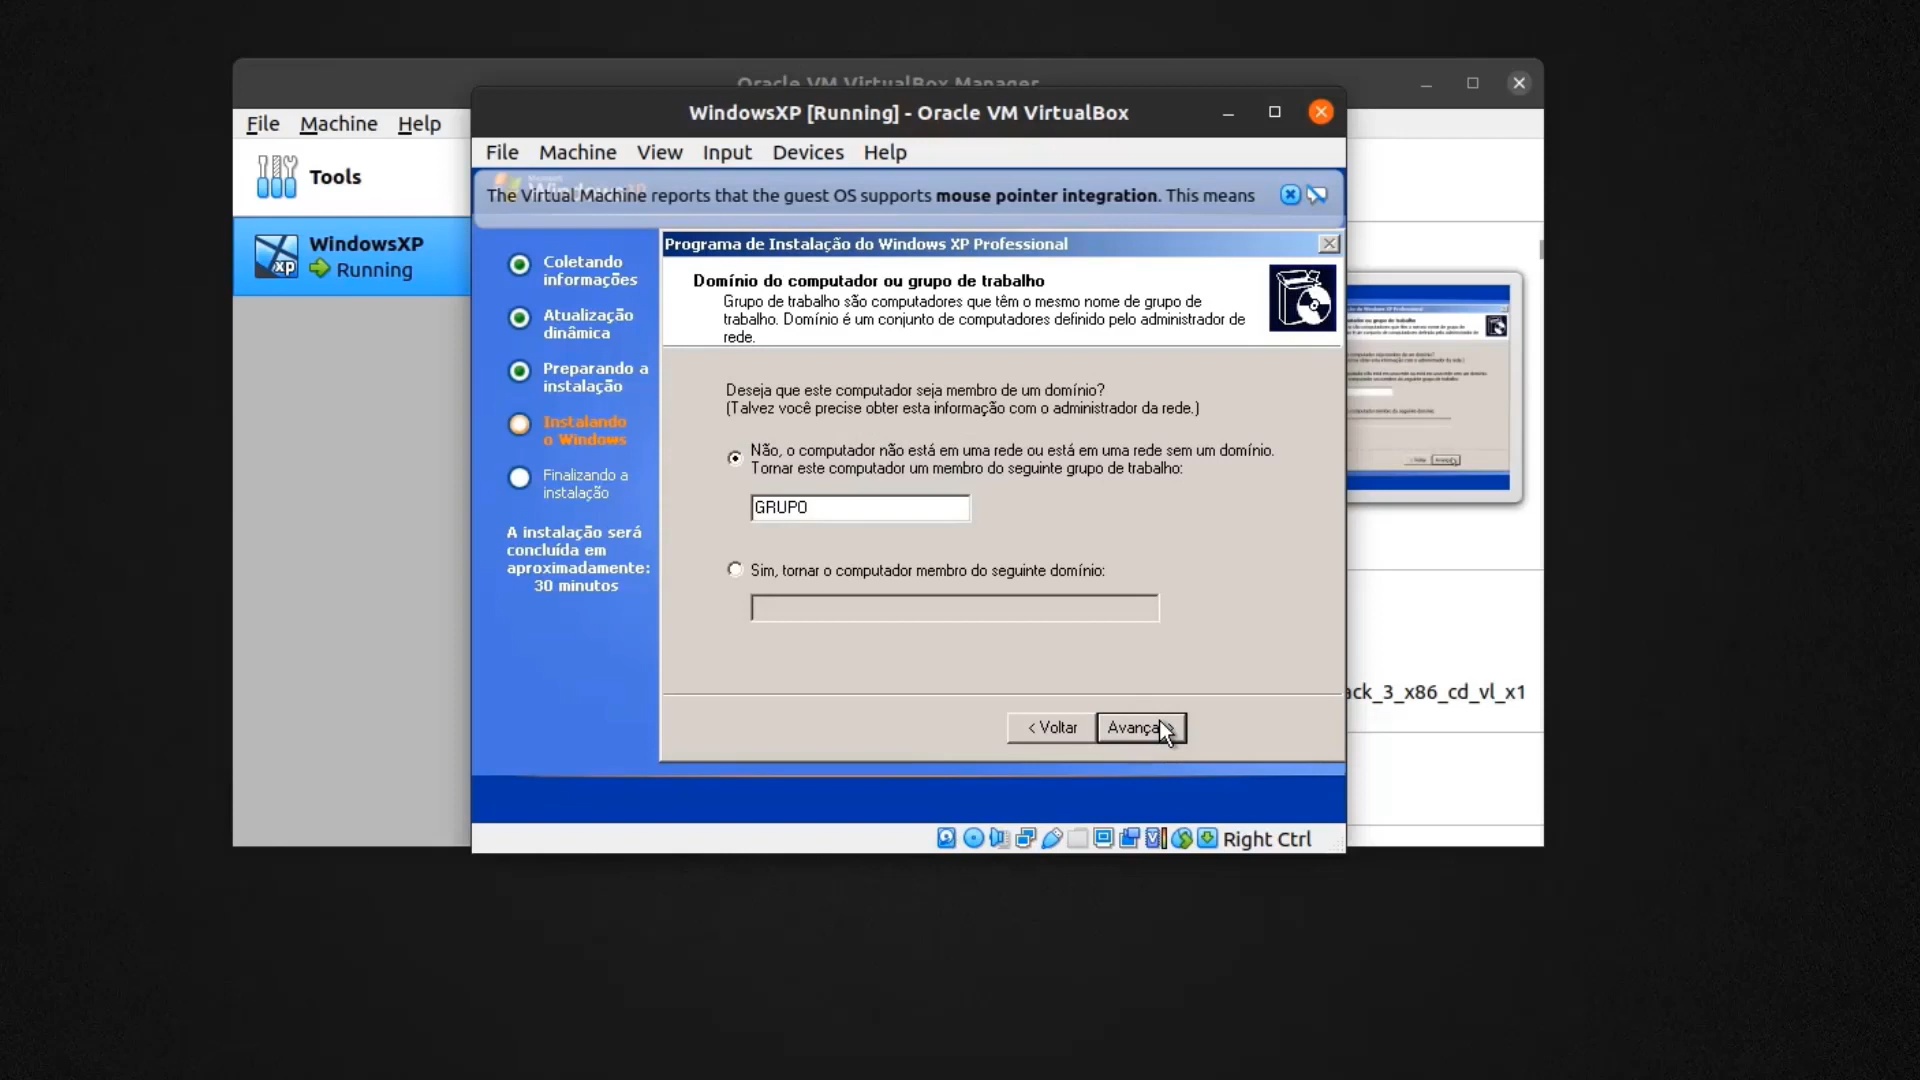 Oracle VM VirtualBox Manager
File Machine Help
Tools
WindowsXP
Running
WindowsXP [Running] - Oracle VM VirtualBox
File Machine View Input Devices Help
The Virtual Machine reports that the guest OS supports mouse pointer integration. This means
Coletando
informações
Atualização
dinâmica
Preparando a
instalação
Instalando
o Windows
Finalizando a
instalação
A instalação será
concluída em
aproximadamente:
30 minutos
Programa de Instalação do Windows XP Professional
Domínio do computador ou grupo de trabalho
Grupo de trabalho são computadores que têm o mesmo nome de grupo de
trabalho. Domínio é um conjunto de computadores definido pelo administrador de
rede.
Deseja que este computador seja membro de um domínio?
(Talvez você precise obter esta informação com o administrador da rede.)
Não, o computador não está em uma rede ou está em uma rede sem um domínio.
Tornar este computador um membro do seguinte grupo de trabalho:
GRUPO
Sim, tornar o computador membro do seguinte domínio:
< Voltar
Avança
Right Ctrl
ack_3_x86_cd_vl_x1